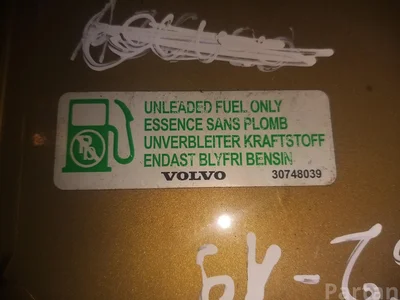 UNLEADED FUEL ONLY
ESSENCE SANS PLOMB
UNVERBLEITER KRAFTSTOFF
ENDAST BLYFRI BENSIN
VOLVO 30748039